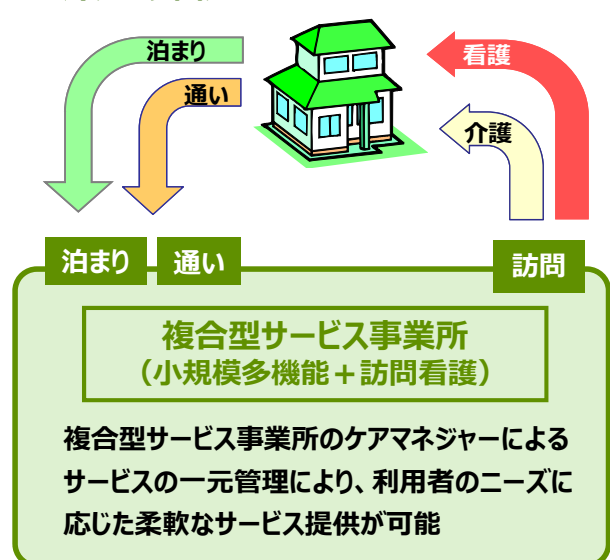 泊まり
通い
看護
介護
泊まり
通い
訪問
複合型サービス事業所
（小規模多機能＋訪問看護）
複合型サービス事業所のケアマネジャーによる
サービスの一元管理により、利用者のニーズに
応じた柔軟なサービス提供が可能